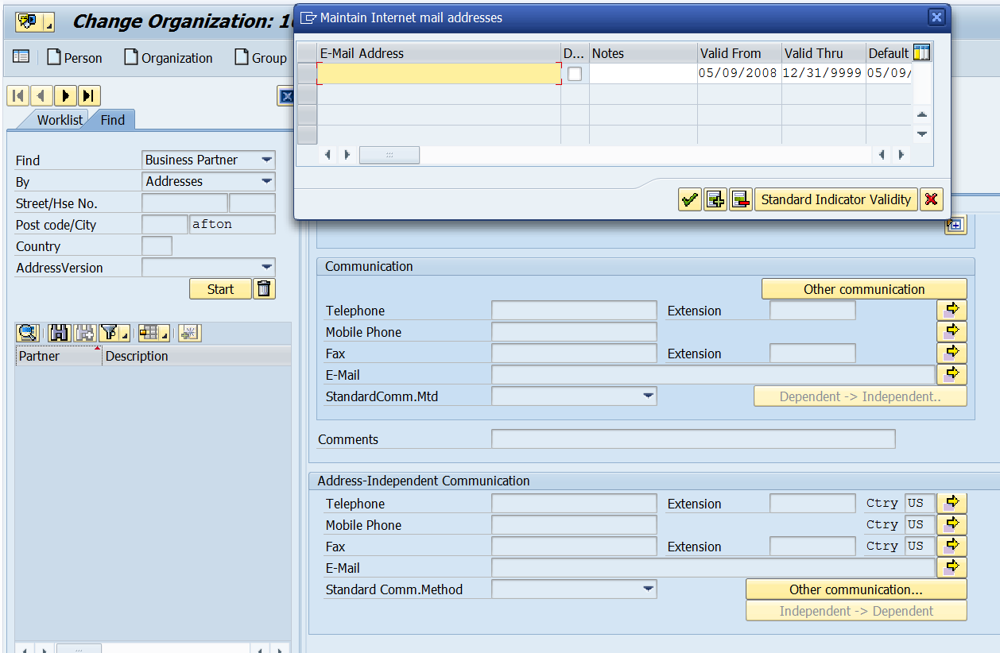 Change Organization: 1
Maintain Internet mail addresses
Person Organization Group
E-Mail Address D... Notes Valid From Valid Thru Default
05/09/2008 12/31/9999 05/09/
Worklist Find
Find Business Partner
By Addresses
Street/Hse No.
Standard Indicator Validity
Post code/City afton
Country
AddressVersion
Start
Communication
Other communication
Telephone Extension
Mobile Phone
Fax Extension
E-Mail
StandardComm.Mtd Dependent -> Independent..
Partner Description
Comments
Address-Independent Communication
Telephone Extension Ctry US
Mobile Phone Ctry US
Fax Extension Ctry US
E-Mail
Standard Comm.Method Other communication...
Independent -> Dependent